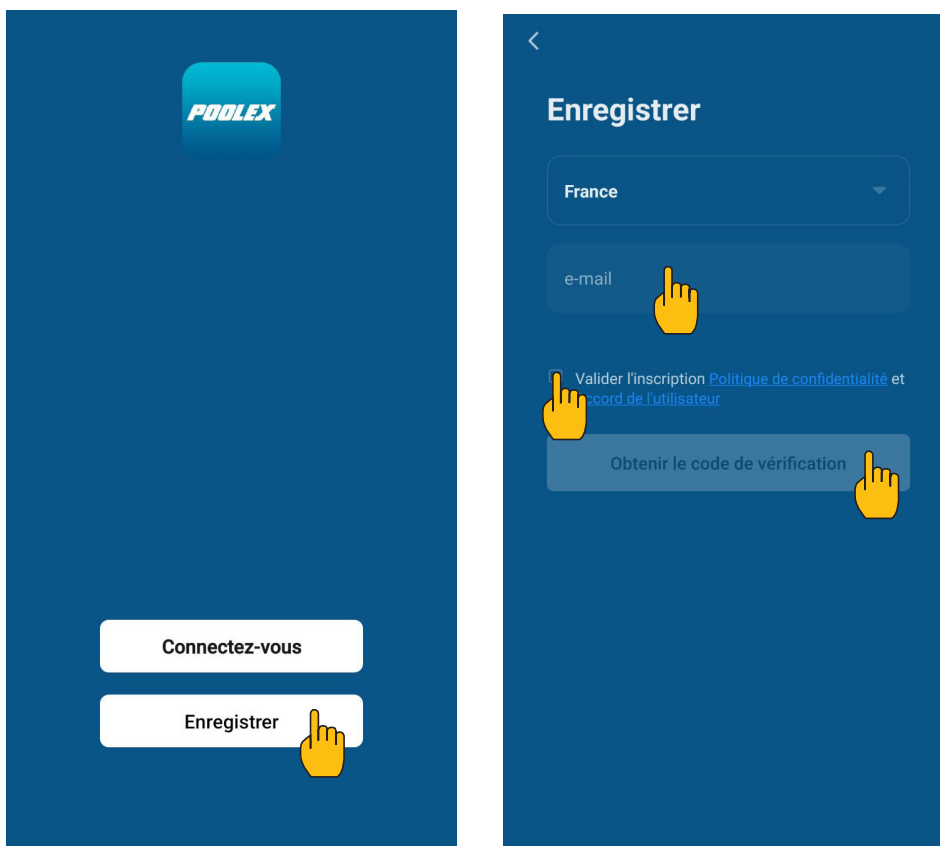 POOLEX
Connectez-vous
Enregistrer
Enregistrer
France
e-mail
Valider l'inscription Politique de confidentialité et
ccord de l'utilisateur
Obtenir le code de vérification